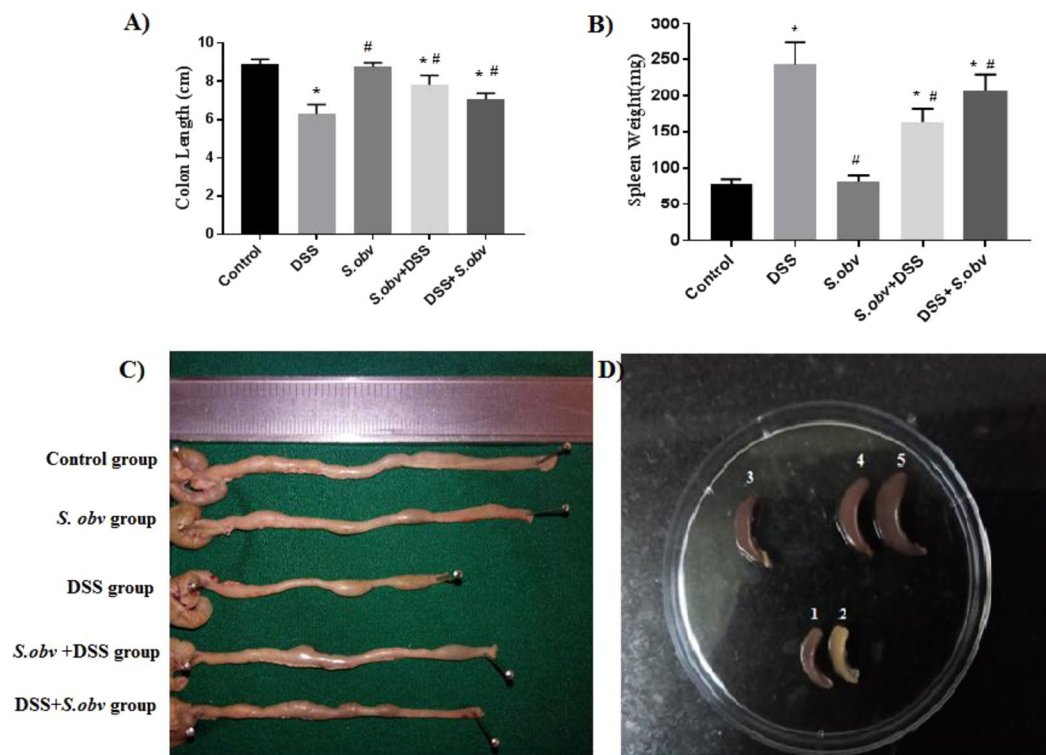 A)
Colon Length (cm)
10
8
6
4
2
0
*
#
* #
* #
Control
DSS
S.obv
S.obv+DSS
DSS+S.obv
B)
Spleen Weight(mg)
300
250
200
150
100
50
0
*
#
* #
* #
Control
DSS
S.obv
S.obv+DSS
DSS+S.obv
C)
Control group
S. obv group
DSS group
S.obv +DSS group
DSS+S.obv group
D)
3
4
5
1
2